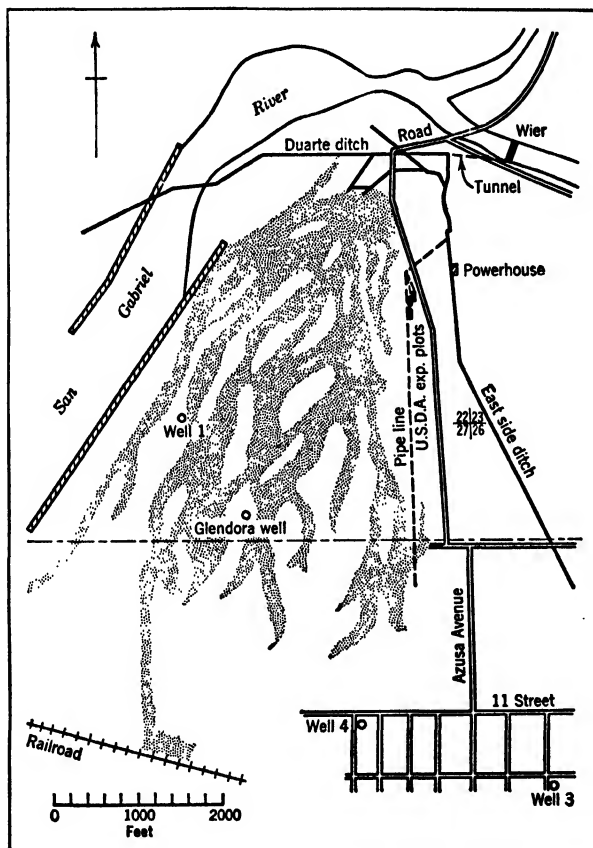 River
Road
Wier
Duarte ditch
Tunnel
Gabriel
Powerhouse
San
Pipe line
U.S.D.A. exp. plots
East side ditch
22|23
27|26
Well 1
Glendora well
Azusa Avenue
11 Street
Well 4
Railroad
Well 3
0 1000 2000
Feet